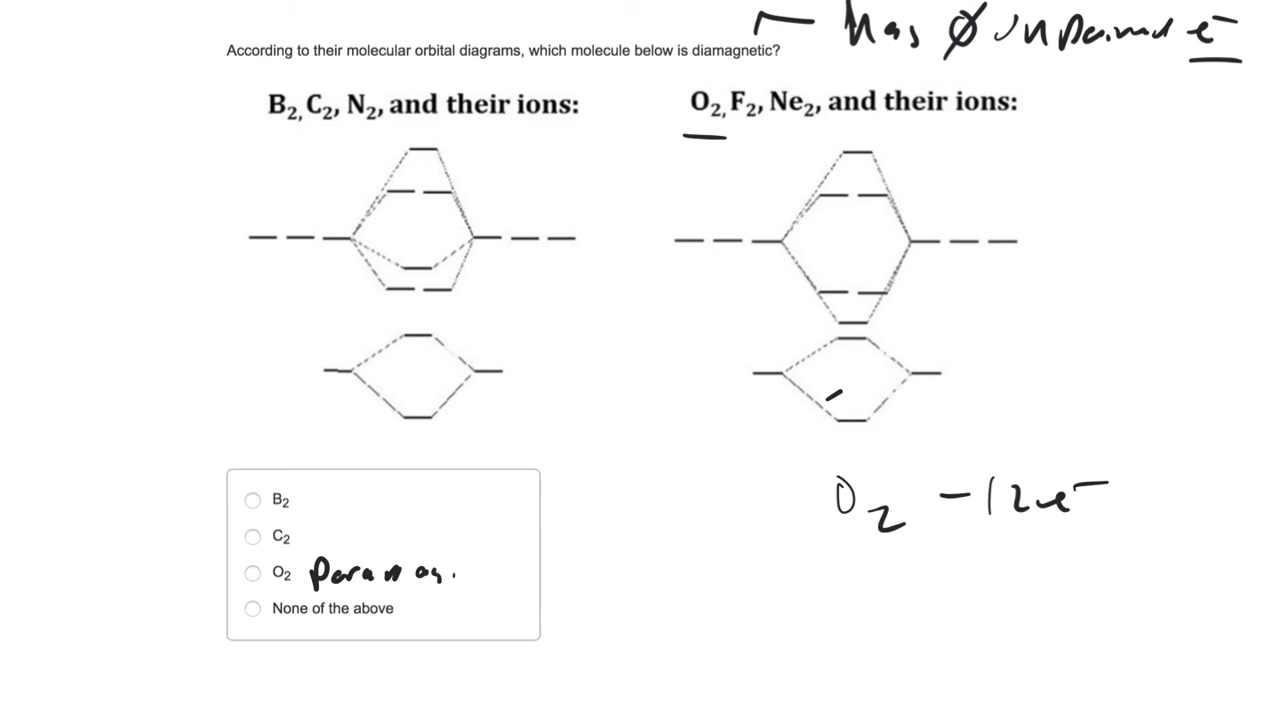 ⌐ has ∅ unpaired e⁻
According to their molecular orbital diagrams, which molecule below is diamagnetic?
B₂, C₂, N₂, and their ions:
O₂, F₂, Ne₂, and their ions:
O₂ - 12e⁻
B₂
C₂
O₂ paramag.
None of the above